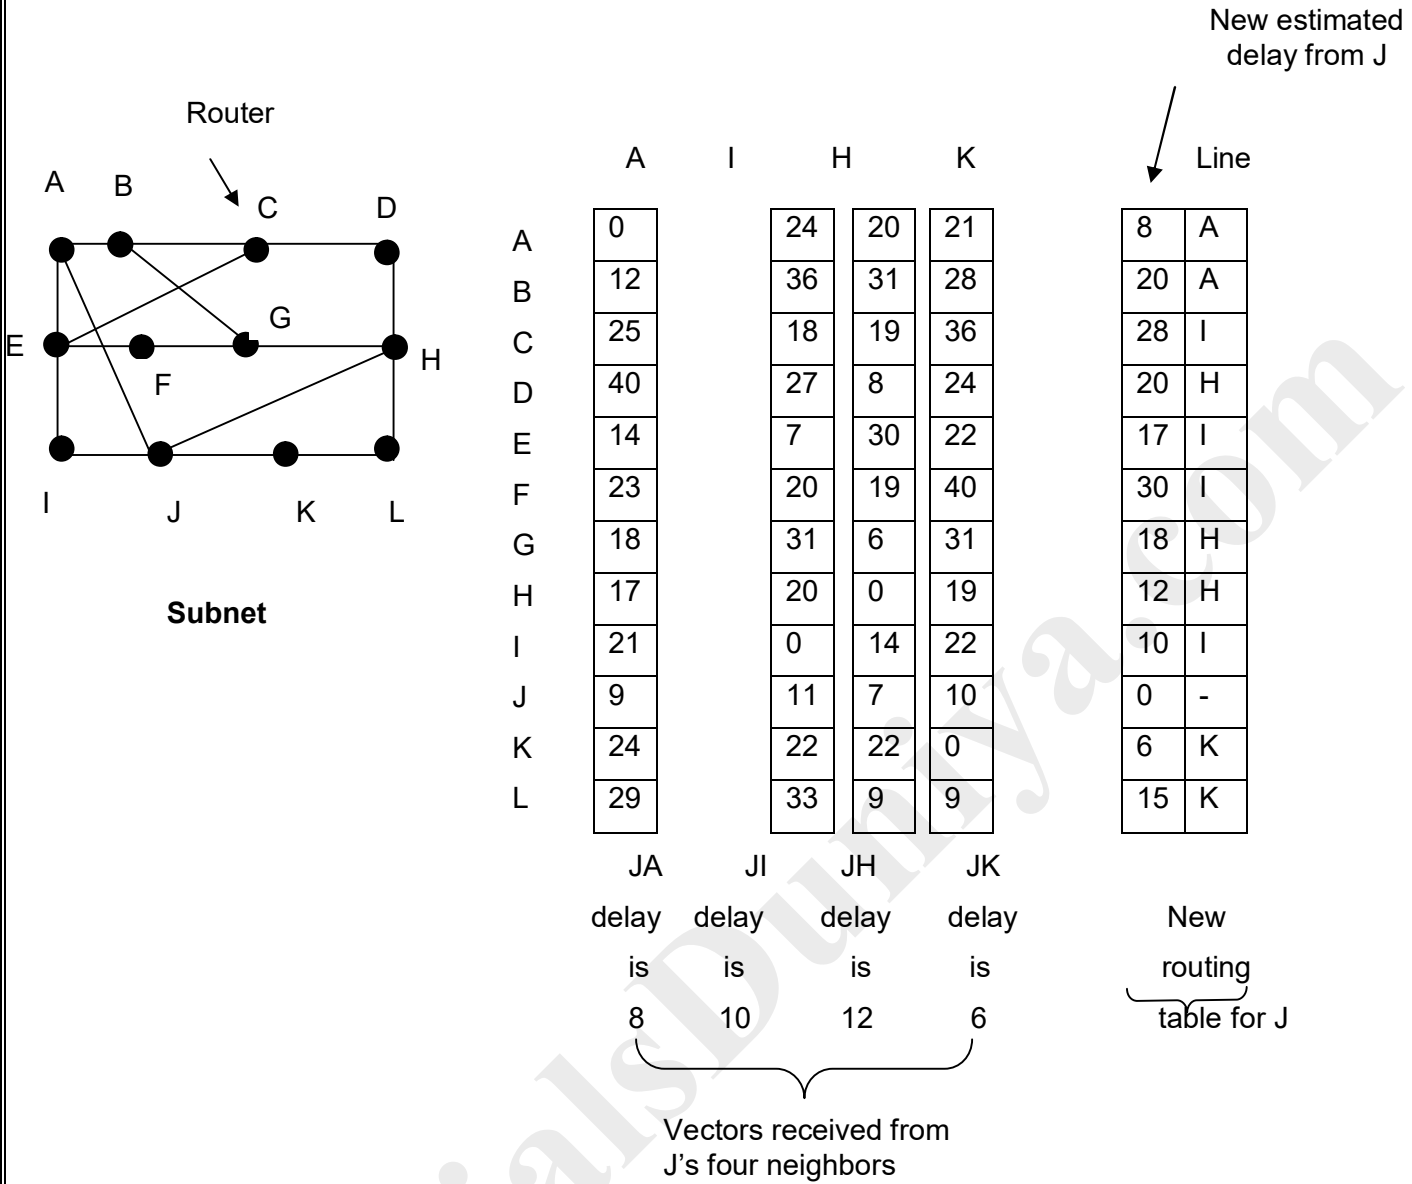 New estimated
delay from J
Router
A B C D
E F G H
I J K L
Subnet
A I H K Line
A 0 24 20 21 8 A
B 12 36 31 28 20 A
C 25 18 19 36 28 I
D 40 27 8 24 20 H
E 14 7 30 22 17 I
F 23 20 19 40 30 I
G 18 31 6 31 18 H
H 17 20 0 19 12 H
I 21 0 14 22 10 I
J 9 11 7 10 0 -
K 24 22 22 0 6 K
L 29 33 9 9 15 K
JA JI JH JK
delay delay delay delay New
is is is is routing
8 10 12 6 table for J
Vectors received from
J's four neighbors
ialsDuniya.com